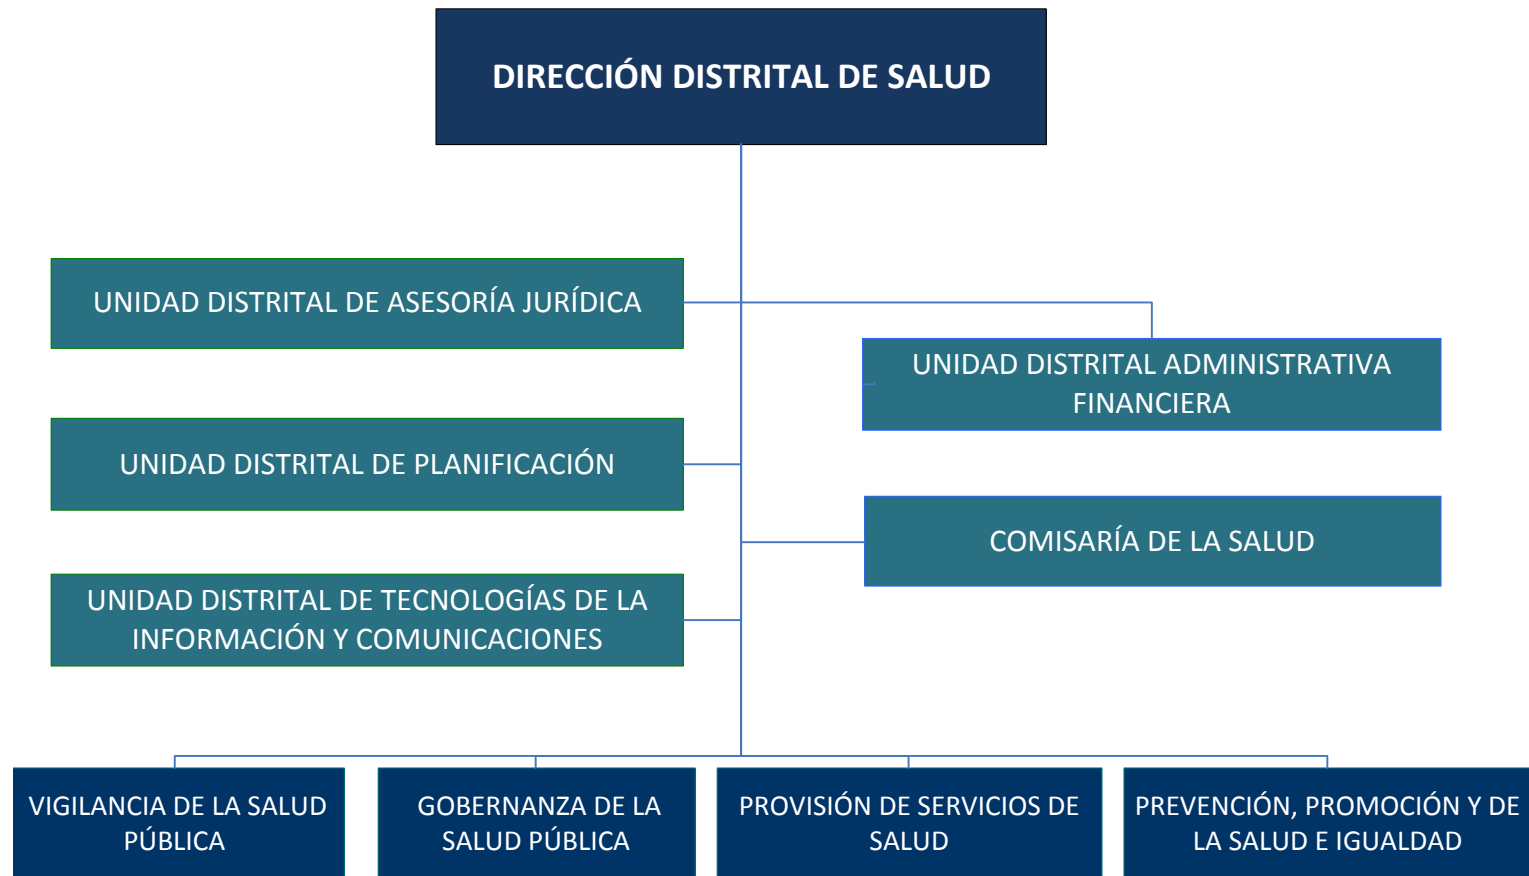 DIRECCIÓN DISTRITAL DE SALUD
UNIDAD DISTRITAL DE ASESORÍA JURÍDICA
UNIDAD DISTRITAL ADMINISTRATIVA
FINANCIERA
UNIDAD DISTRITAL DE PLANIFICACIÓN
COMISARÍA DE LA SALUD
UNIDAD DISTRITAL DE TECNOLOGÍAS DE LA
INFORMACIÓN Y COMUNICACIONES
VIGILANCIA DE LA SALUD
PÚBLICA
GOBERNANZA DE LA
SALUD PÚBLICA
PROVISIÓN DE SERVICIOS DE
SALUD
PREVENCIÓN, PROMOCIÓN Y DE
LA SALUD E IGUALDAD